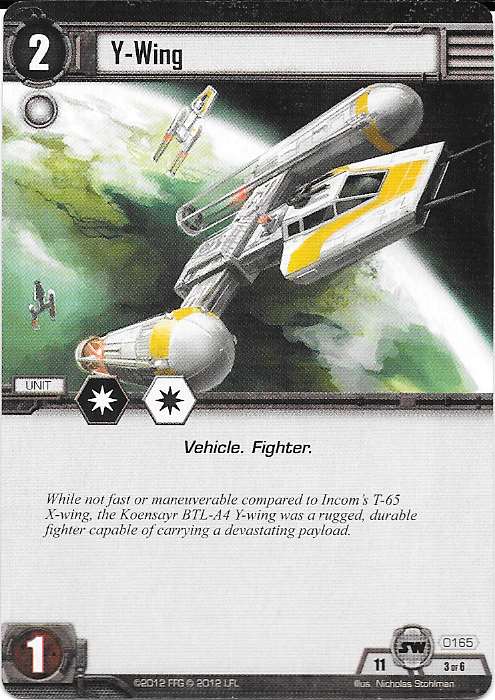 2
Y-Wing
UNIT
Vehicle. Fighter.
While not fast or maneuverable compared to Incom's T-65
X-wing, the Koensayr BTL-A4 Y-wing was a rugged, durable
fighter capable of carrying a devastating payload.
1
SW
0165
11
3 OF 6
©2012 FFG © 2012 LFL
Illus. Nicholas Stohlman